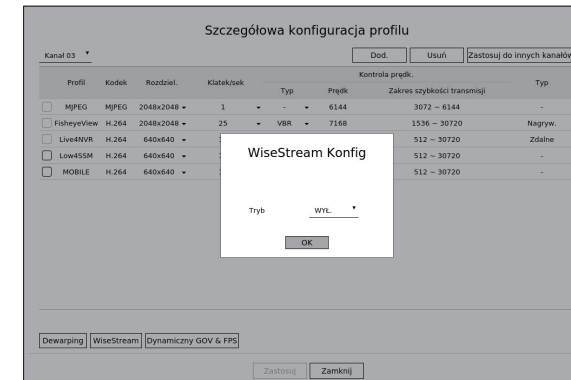 Szczegółowa konfiguracja profilu
Kanał 03
Dod. Usuń Zastosuj do innych kanałów
Profil Kodek Rozdziel. Klatek/sek Kontrola prędk. Typ
Typ Prędk Zakres szybkości transmisji
MJPEG MJPEG 2048x2048 1 - 6144 3072 ~ 6144 -
FisheyeView H.264 2048x2048 25 VBR 7168 1536 ~ 30720 Nagryw.
Live4NVR H.264 640x640 512 ~ 30720 Zdalne
Low4SSM H.264 640x640 512 ~ 30720 -
MOBILE H.264 640x640 512 ~ 30720 -
WiseStream Konfig
Tryb WYŁ.
OK
Dewarping WiseStream Dynamiczny GOV & FPS
Zastosuj Zamknij